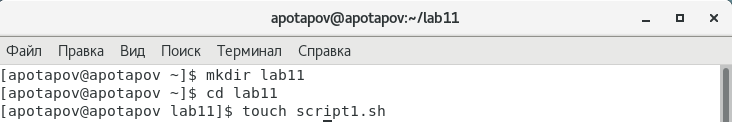 apotapov@apotapov:~/lab11
Файл Правка Вид Поиск Терминал Справка
[apotapov@apotapov ~]$ mkdir lab11
[apotapov@apotapov ~]$ cd lab11
[apotapov@apotapov lab11]$ touch script1.sh